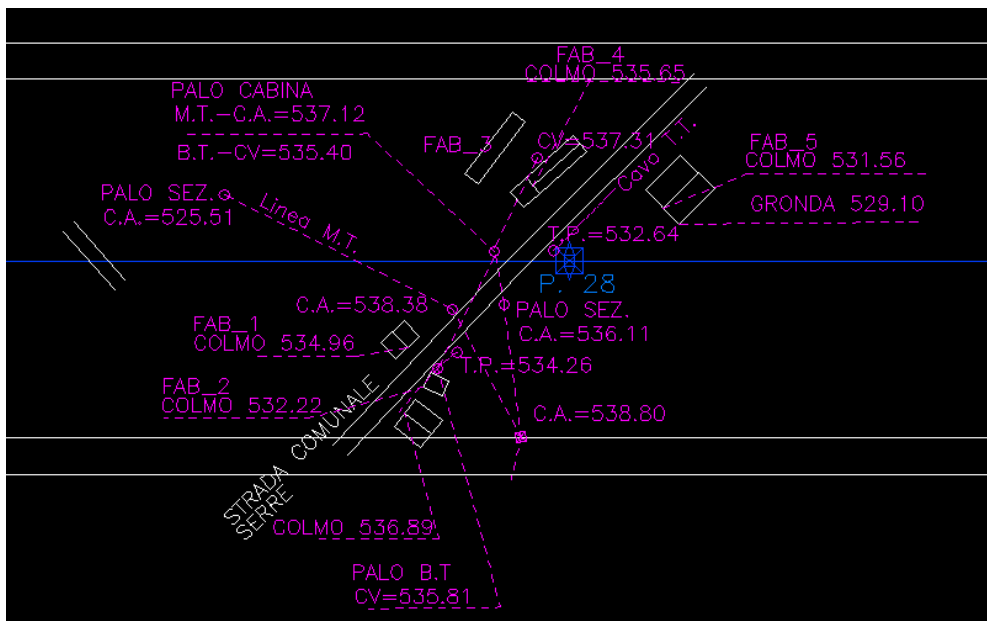 FAB_4
COLMO 535.65
PALO CABINA
M.T.-C.A.=537.12
B.T.-CV=535.40
FAB_3
CV=537.31
Cavo T.T.
FAB_5
COLMO 531.56
GRONDA 529.10
PALO SEZ.
C.A.=525.51
Linea M.T.
T.P.=532.64
P. 28
C.A.=538.38
PALO SEZ.
C.A.=536.11
FAB_1
COLMO 534.96
T.P.=534.26
FAB_2
COLMO 532.22
C.A.=538.80
STRADA COMUNALE
SERRE
COLMO 536.89
PALO B.T
CV=535.81